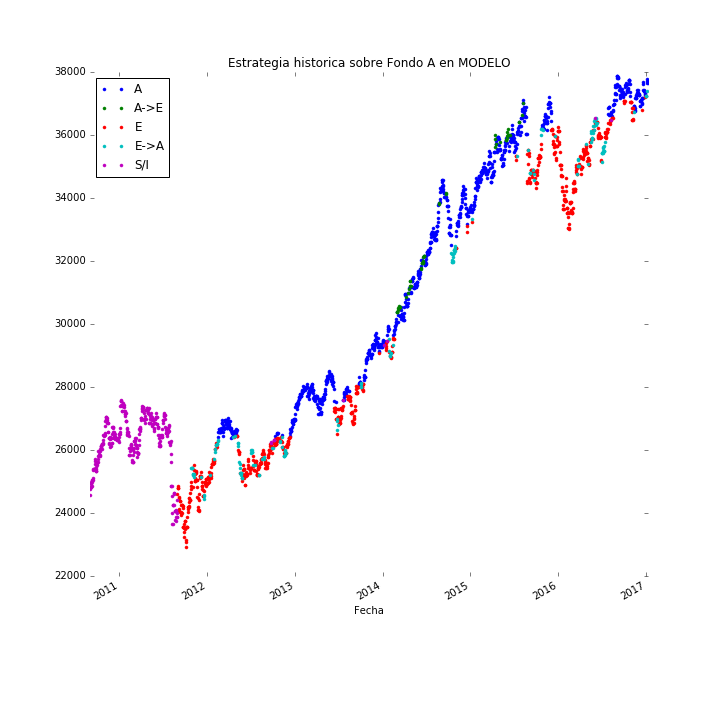 Estrategia historica sobre Fondo A en MODELO
38000
36000
34000
32000
30000
28000
26000
24000
22000
A
A->E
E
E->A
S/I
2011
2012
2013
2014
2015
2016
2017
Fecha